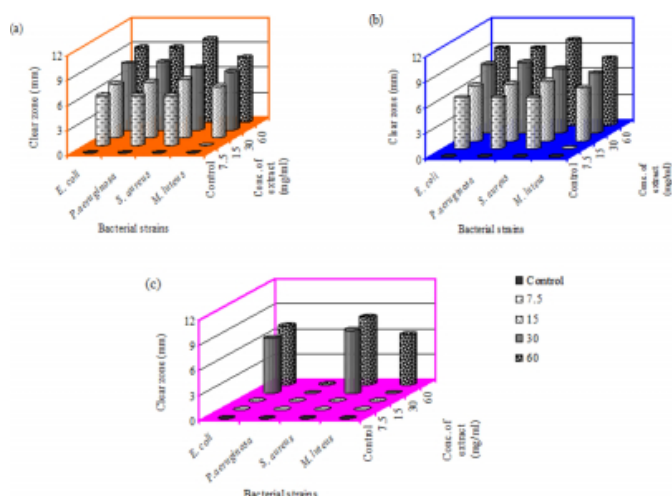 (a)
Clear zone (mm)
12
9
6
3
0
E. coli
P.aeruginosa
S. aureus
M. luteus
Control
7.5
15
30
60
Conc. of
extract
(mg/ml)
Bacterial strains
(b)
Clear zone (mm)
12
9
6
3
0
E. coli
P.aeruginosa
S. aureus
M. luteus
Control
7.5
15
30
60
Conc. of
extract
(mg/ml)
Bacterial strains
(c)
Clear zone (mm)
12
9
6
3
0
E. coli
P.aeruginosa
S. aureus
M. luteus
Control
7.5
15
30
60
Conc. of
extract
(mg/ml)
Bacterial strains
Control
7.5
15
30
60